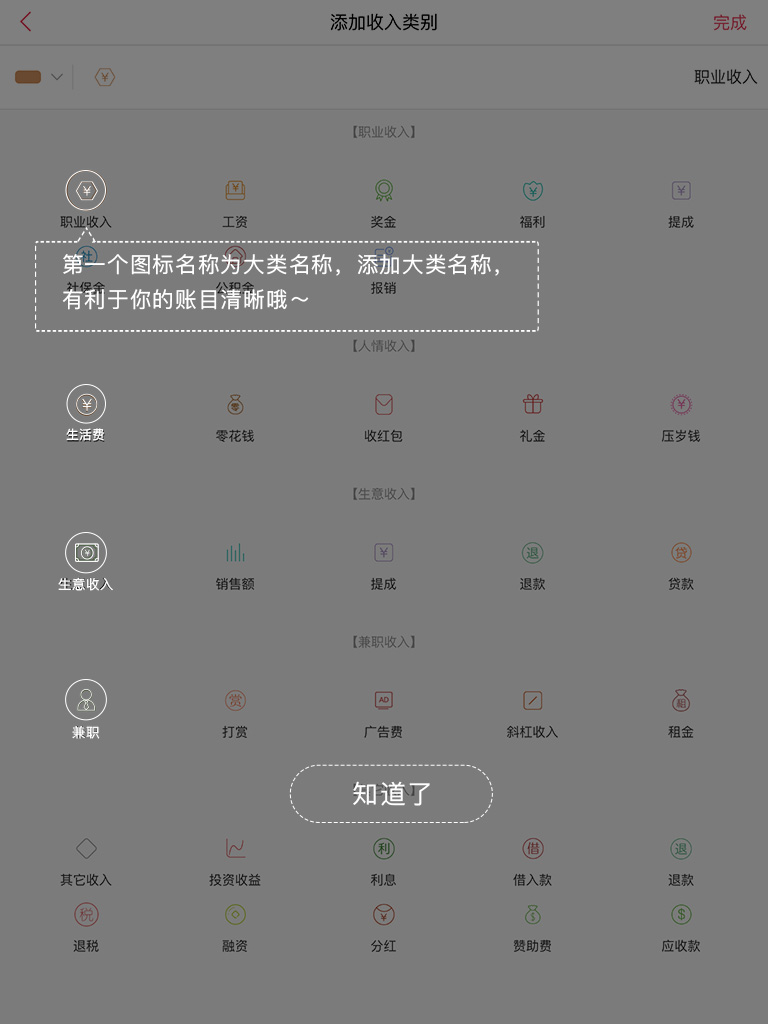 添加收入类别
完成
职业收入
【职业收入】
职业收入 工资 奖金 福利 提成
第一个图标名称为大类名称，添加大类名称，
有利于你的账目清晰哦～
社保金 公积金 报销
【人情收入】
生活费 零花钱 收红包 礼金 压岁钱
【生意收入】
生意收入 销售额 提成 退款 贷款
【兼职收入】
兼职 打赏 广告费 斜杠收入 租金
知道了
其它收入 投资收益 利息 借入款 退款
退税 融资 分红 赞助费 应收款